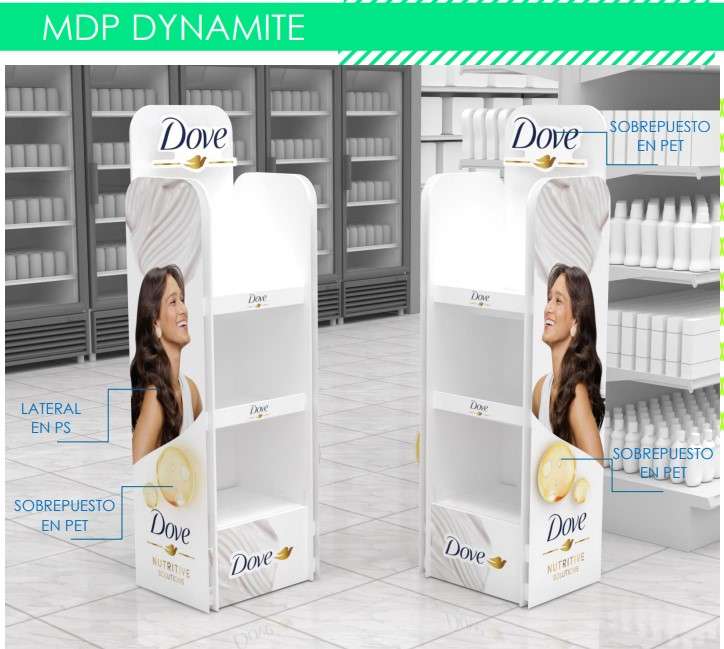 MDP DYNAMITE
Dove
Dove
SOBREPUESTO
EN PET
Dove
Dove
Dove
Dove
LATERAL
EN PS
SOBREPUESTO
EN PET
SOBREPUESTO
EN PET
Dove
NUTRITIVE
SOLUTIONS
Dove
Dove
Dove
NUTRITIVE
SOLUTIONS